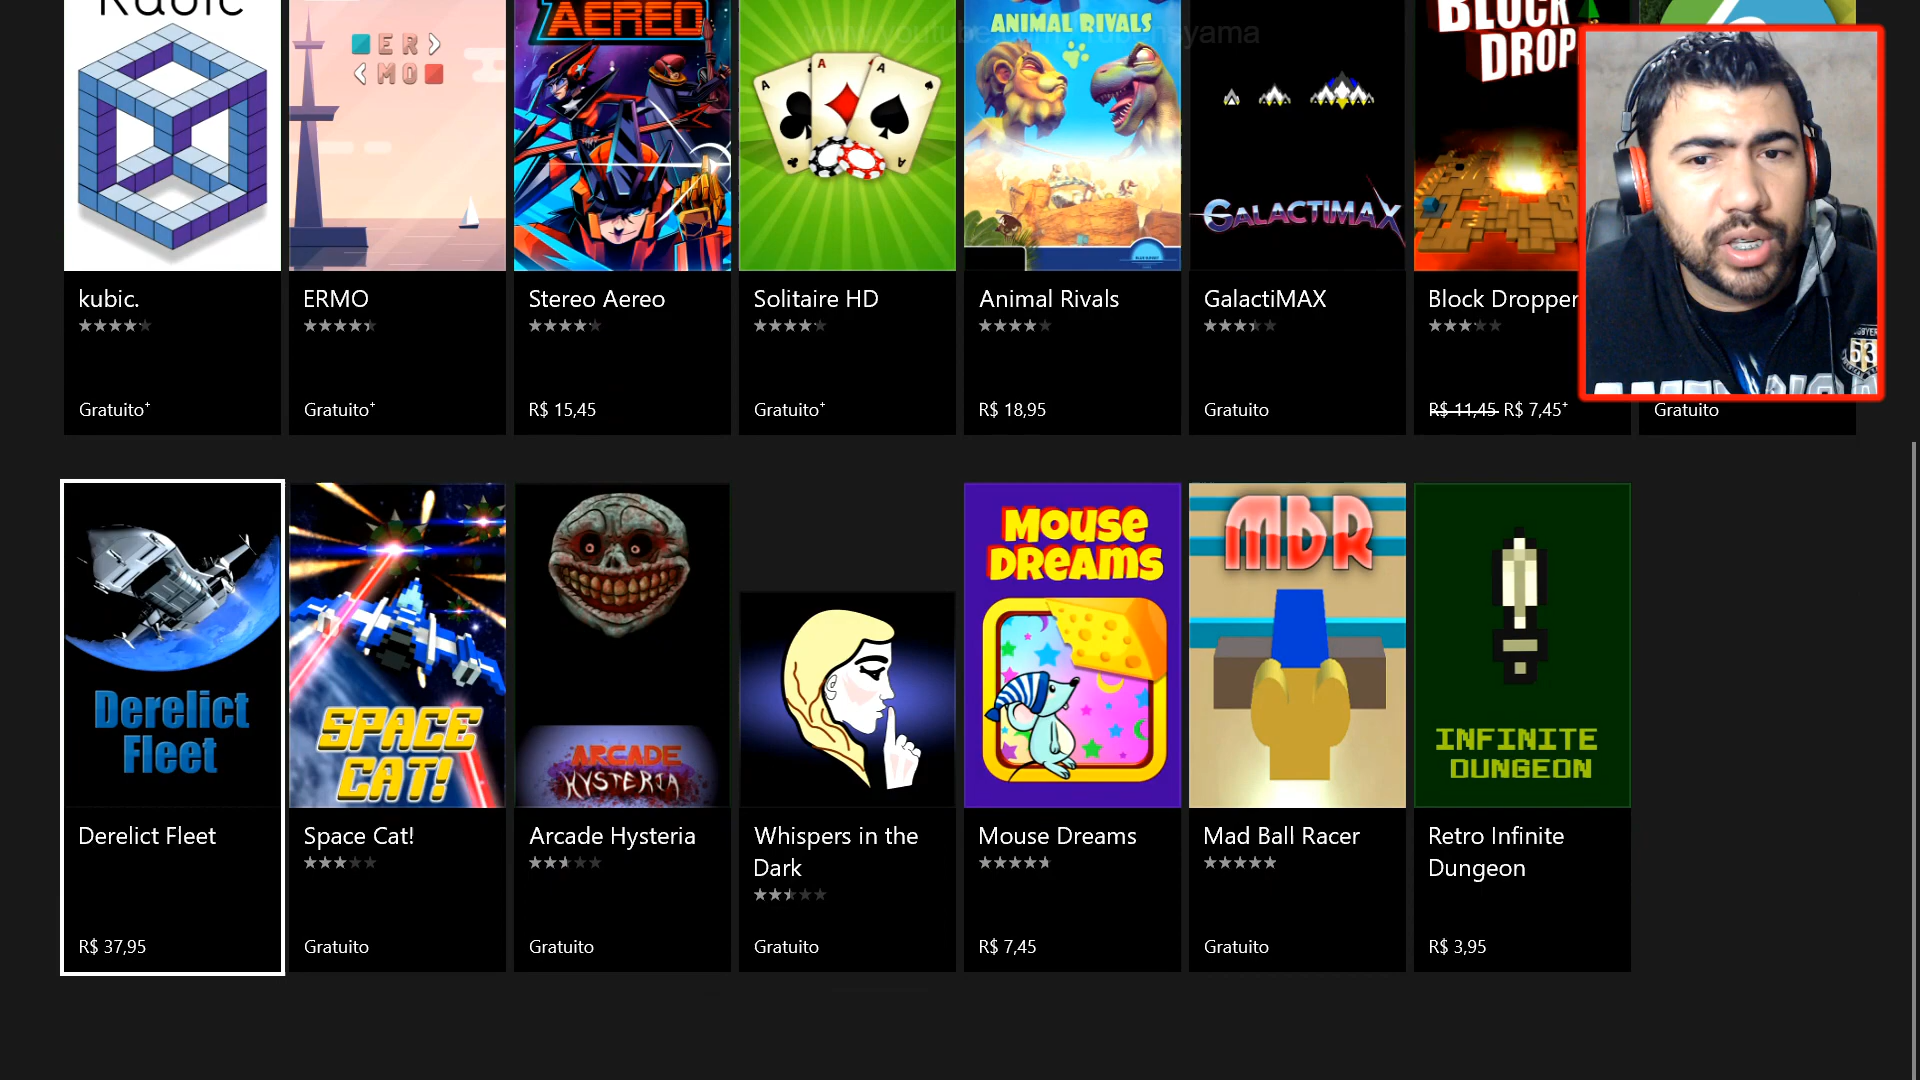 kubic
AEREO
ANIMAL RIVALS
BLOCK
DROP
ER
MO
GALACTIMAX
kubic.
ERMO
Stereo Aereo
Solitaire HD
Animal Rivals
GalactiMAX
Block Dropper
Gratuito+
Gratuito+
R$ 15,45
Gratuito+
R$ 18,95
Gratuito
R$ 11,45 R$ 7,45+
Gratuito
53
Derelict
Fleet
SPACE
CAT!
ARCADE
HYSTERIA
MOUSE
DREAMS
MBR
INFINITE
DUNGEON
Derelict Fleet
Space Cat!
Arcade Hysteria
Whispers in the
Dark
Mouse Dreams
Mad Ball Racer
Retro Infinite
Dungeon
R$ 37,95
Gratuito
Gratuito
Gratuito
R$ 7,45
Gratuito
R$ 3,95